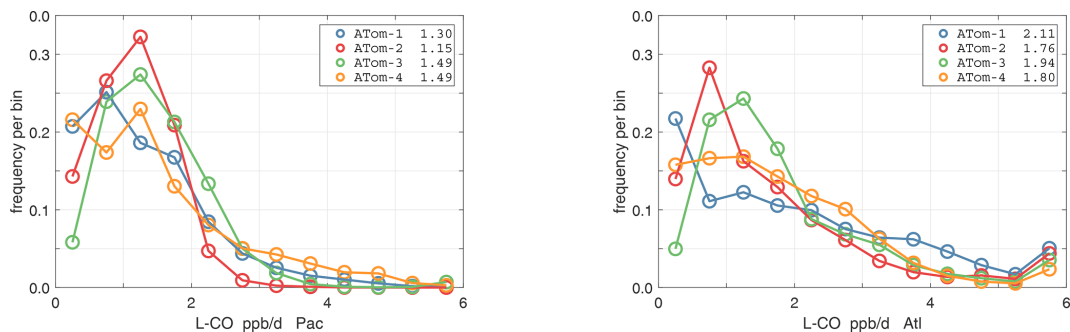 0.0
0.3
0.2
0.1
0.0
frequency per bin
ATom-1 1.30
ATom-2 1.15
ATom-3 1.49
ATom-4 1.49
0 2 4 6
L-CO ppb/d Pac
0.0
0.3
0.2
0.1
0.0
frequency per bin
ATom-1 2.11
ATom-2 1.76
ATom-3 1.94
ATom-4 1.80
0 2 4 6
L-CO ppb/d Atl